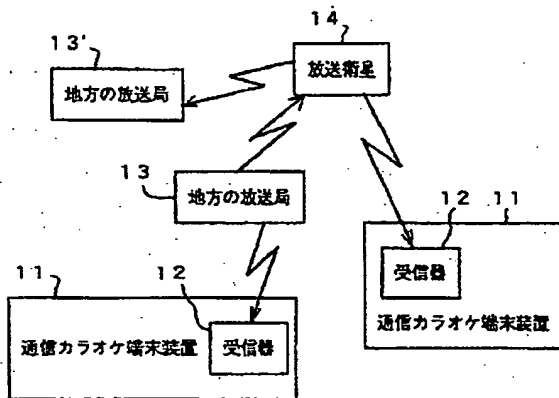 14
13'
放送衛星
地方の放送局
13
地方の放送局
12
11
受信器
11
12
通信カラオケ端末装置
通信カラオケ端末装置
受信器